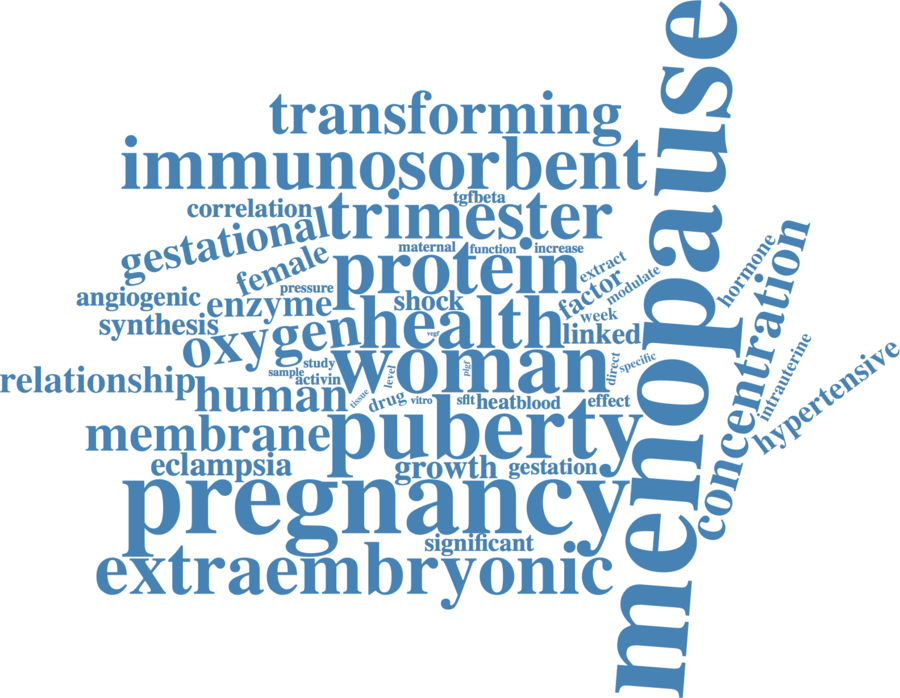 transforming
immunosorbent
tgfbeta
correlation
trimester
gestational
maternal
function
increase
female
protein
extract
hormone
pressure
angiogenic
enzyme
shock
factor
modulate
week
synthesis
oxygen
health
vegf
linked
menopause
concentration
study
sample
activin
level
woman
plgf
direct
specific
relationship
human
tissue
drug
vitro
sflt
heat
blood
effect
intrauterine
hypertensive
membrane
puberty
eclampsia
growth
gestation
pregnancy
significant
extraembryonic